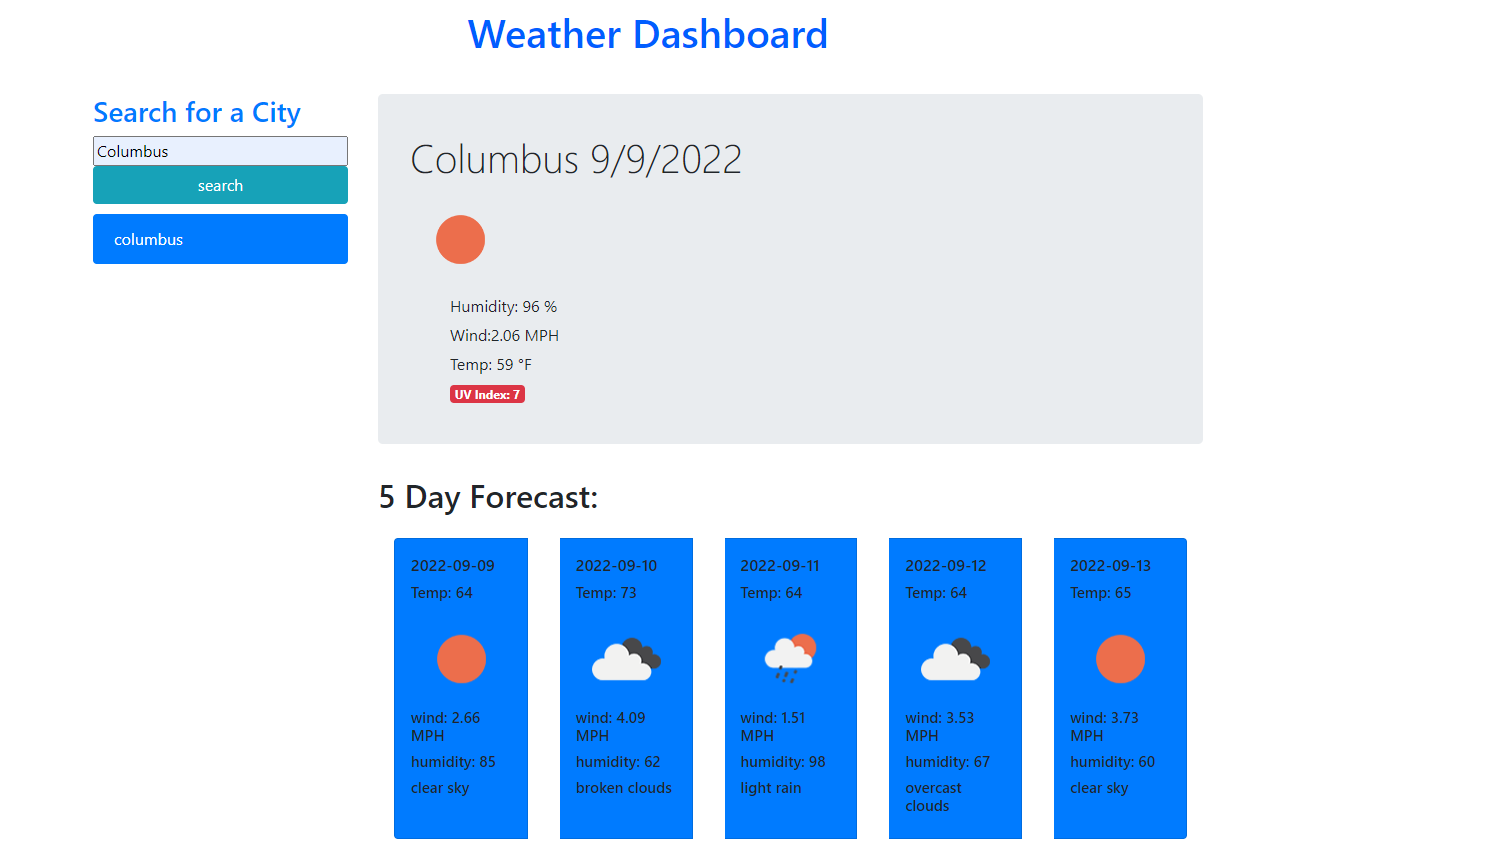 Weather Dashboard
Search for a City
Columbus
search
columbus
Columbus 9/9/2022
Humidity: 96 %
Wind:2.06 MPH
Temp: 59 °F
UV Index: 7
5 Day Forecast:
2022-09-09
Temp: 64
wind: 2.66
MPH
humidity: 85
clear sky
2022-09-10
Temp: 73
wind: 4.09
MPH
humidity: 62
broken clouds
2022-09-11
Temp: 64
wind: 1.51
MPH
humidity: 98
light rain
2022-09-12
Temp: 64
wind: 3.53
MPH
humidity: 67
overcast
clouds
2022-09-13
Temp: 65
wind: 3.73
MPH
humidity: 60
clear sky